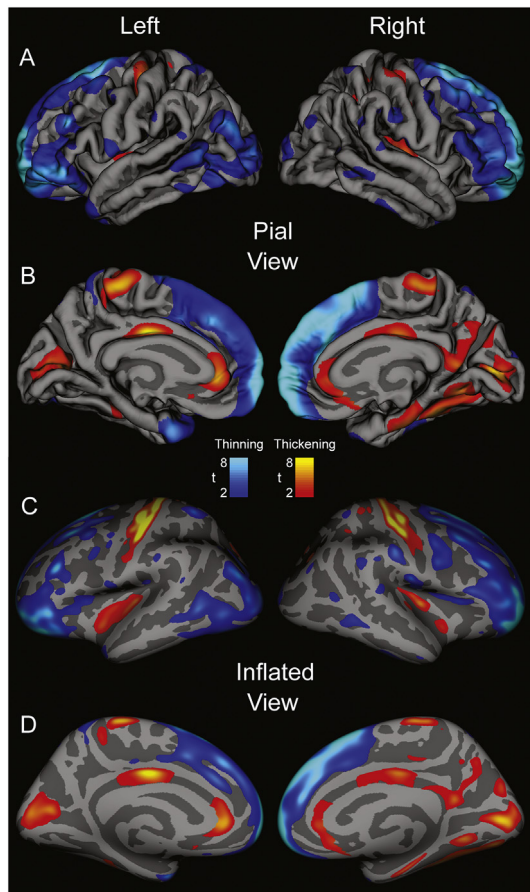 Left Right
A
Pial
View
B
Thinning Thickening
8 8
t t
2 2
C
Inflated
View
D